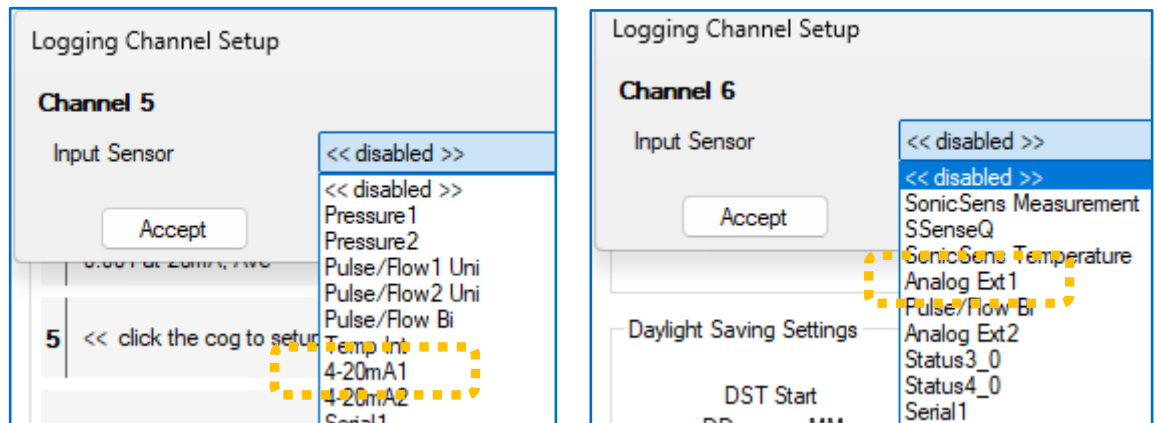 Logging Channel Setup
Channel 5
Input Sensor
<< disabled >>
<< disabled >>
Pressure1
Pressure2
Pulse/Flow1 Uni
Pulse/Flow2 Uni
Pulse/Flow Bi
Temp Int
4-20mA1
4-20mA2
Serial1
Accept
5
<< click the cog to setup
Logging Channel Setup
Channel 6
Input Sensor
<< disabled >>
<< disabled >>
SonicSens Measurement
SSenseQ
SonicSens Temperature
Analog Ext1
Pulse/Flow Bi
Analog Ext2
Status3_0
Status4_0
Serial1
Accept
Daylight Saving Settings
DST Start